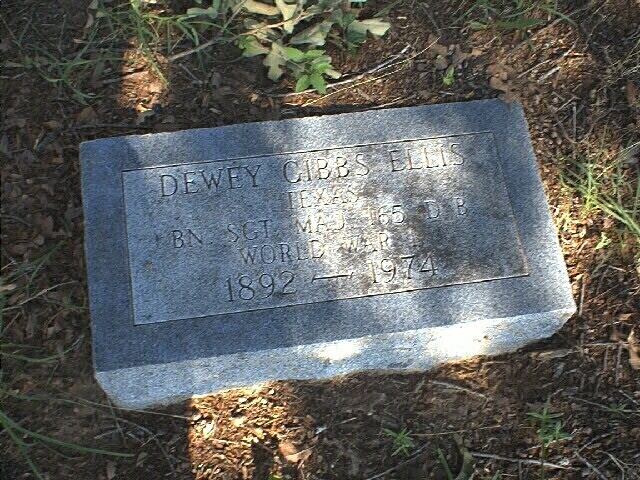 DEWEY GIBBS ELLIS
TEXAS
BN SGT MAJ 165 D B
WORLD WAR
1892 — 1974